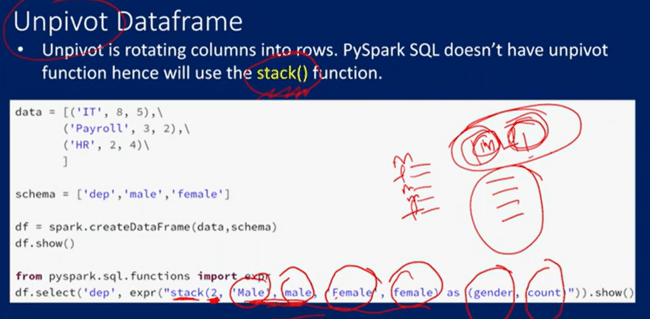 Unpivot Dataframe
• Unpivot is rotating columns into rows. PySpark SQL doesn't have unpivot
function hence will use the stack() function.
data = [('IT', 8, 5),\
('Payroll', 3, 2),\
('HR', 2, 4)\
]
schema = ['dep','male','female']
df = spark.createDataFrame(data,schema)
df.show()
from pyspark.sql.functions import expr
df.select('dep', expr("stack(2, 'Male', male, 'Female', female) as (gender, count)")).show()